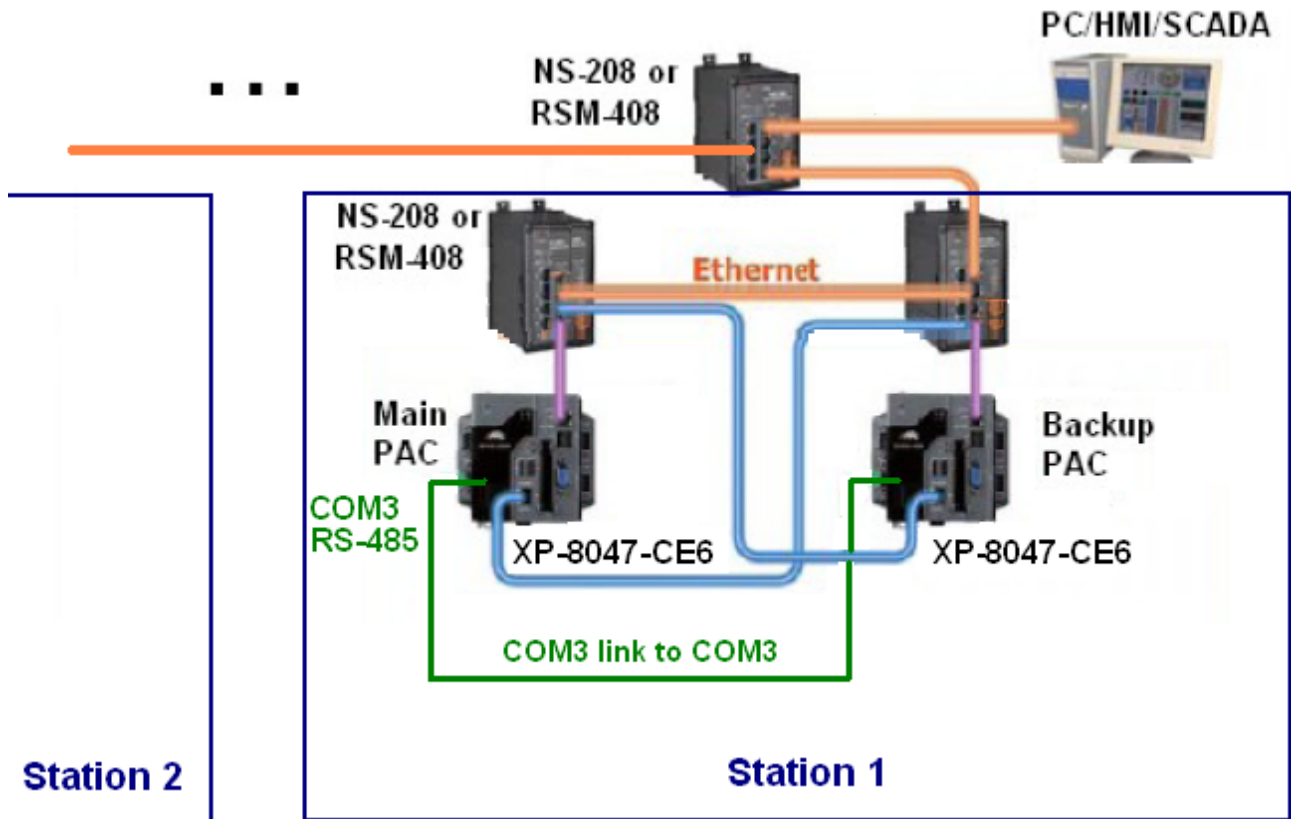 PC/HMI/SCADA
NS-208 or
RSM-408
. . .
NS-208 or
RSM-408
Ethernet
Main
PAC
Backup
PAC
COM3
RS-485
XP-8047-CE6
XP-8047-CE6
COM3 link to COM3
Station 2
Station 1